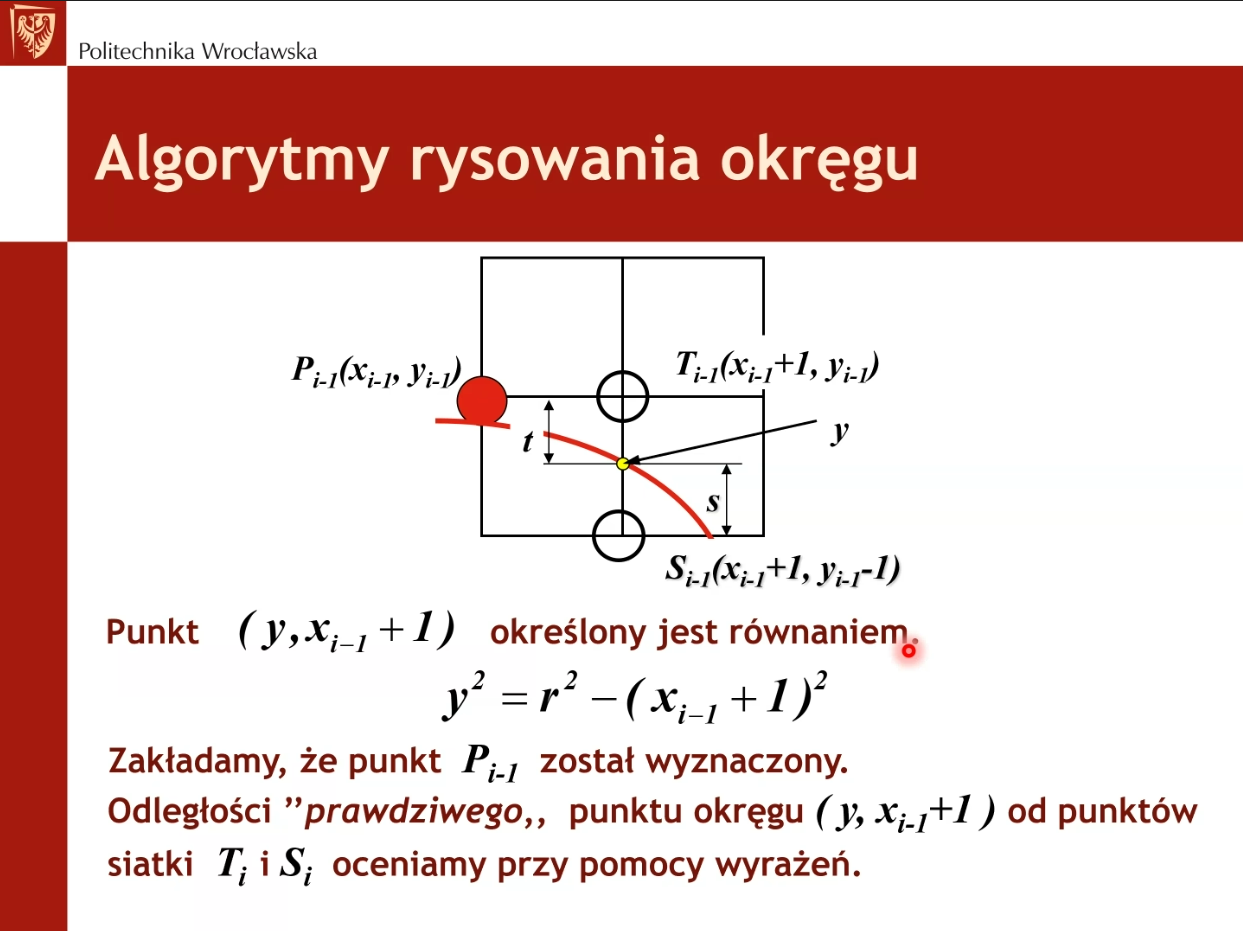 Politechnika Wrocławska
Algorytmy rysowania okręgu
P_{i-1}(x_{i-1}, y_{i-1})
T_{i-1}(x_{i-1}+1, y_{i-1})
t
y
s
S_{i-1}(x_{i-1}+1, y_{i-1}-1)
Punkt ( y, x_{i-1} + 1 ) określony jest równaniem.
y^2 = r^2 - ( x_{i-1} + 1 )^2
Zakładamy, że punkt P_{i-1} został wyznaczony.
Odległości ”prawdziwego,, punktu okręgu ( y, x_{i-1}+1 ) od punktów
siatki T_i i S_i oceniamy przy pomocy wyrażeń.